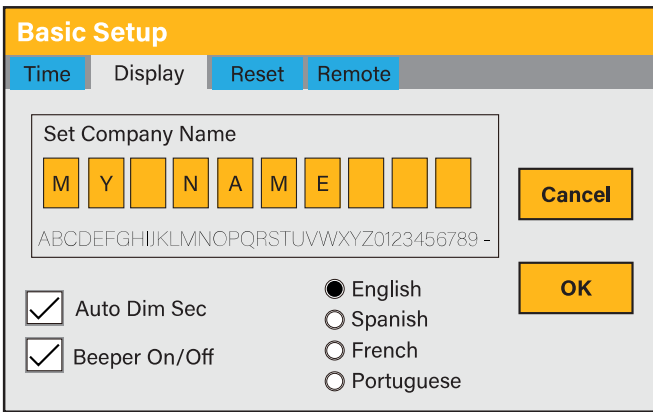 Basic Setup
Time Display Reset Remote
Set Company Name
M Y N A M E
ABCDEFGHIJKLMNOPQRSTUVWXYZ0123456789 -
Cancel
OK
Auto Dim Sec
Beeper On/Off
English
Spanish
French
Portuguese